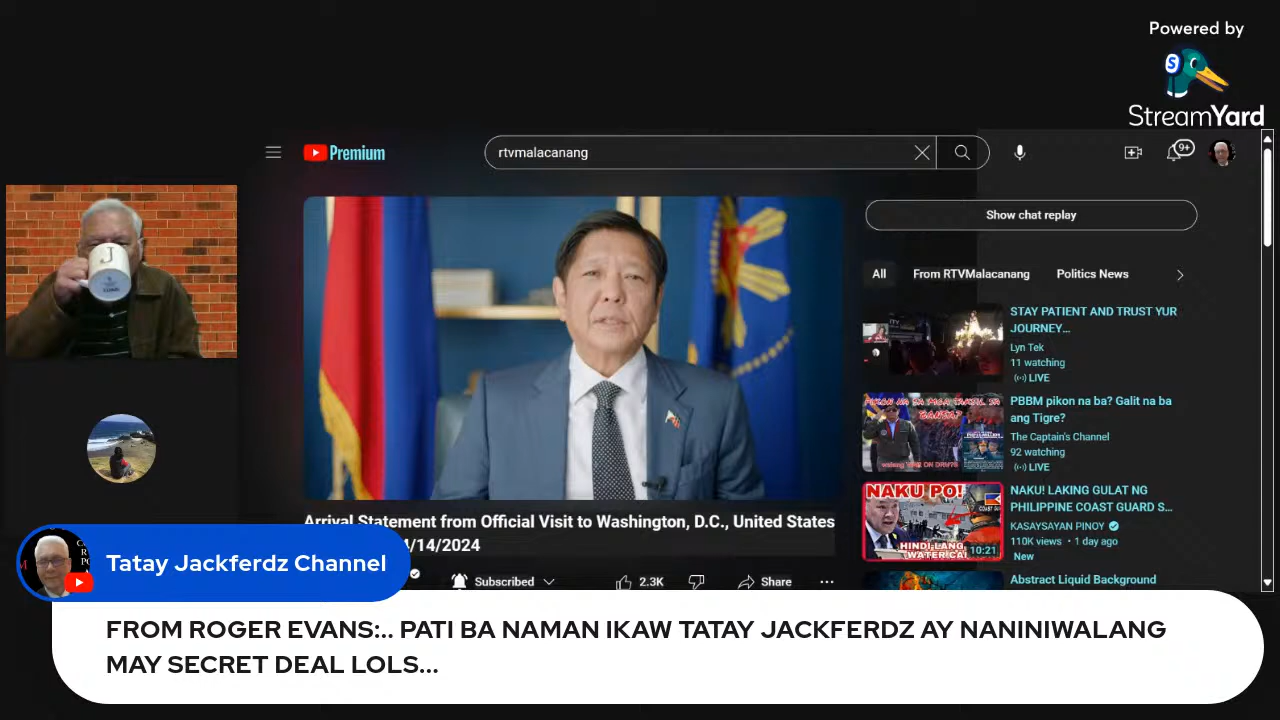 Powered by
StreamYard
Premium
rtvmalacanang
9+
Show chat replay
All
From RTVMalacanang
Politics News
STAY PATIENT AND TRUST YUR
JOURNEY...
Lyn Tek
11 watching
LIVE
PBBM pikon na ba? Galit na ba
ang Tigre?
The Captain's Channel
92 watching
LIVE
NAKU PO!
HINDI LANG
10:21
NAKU! LAKING GULAT NG
PHILIPPINE COAST GUARD S...
KASAYSAYAN PINOY
110K views • 1 day ago
New
Abstract Liquid Background
J
Arrival Statement from Official Visit to Washington, D.C., United States
/14/2024
Subscribed
2.3K
Share
Tatay Jackferdz Channel
FROM ROGER EVANS:.. PATI BA NAMAN IKAW TATAY JACKFERDZ AY NANINIWALANG
MAY SECRET DEAL LOLS...